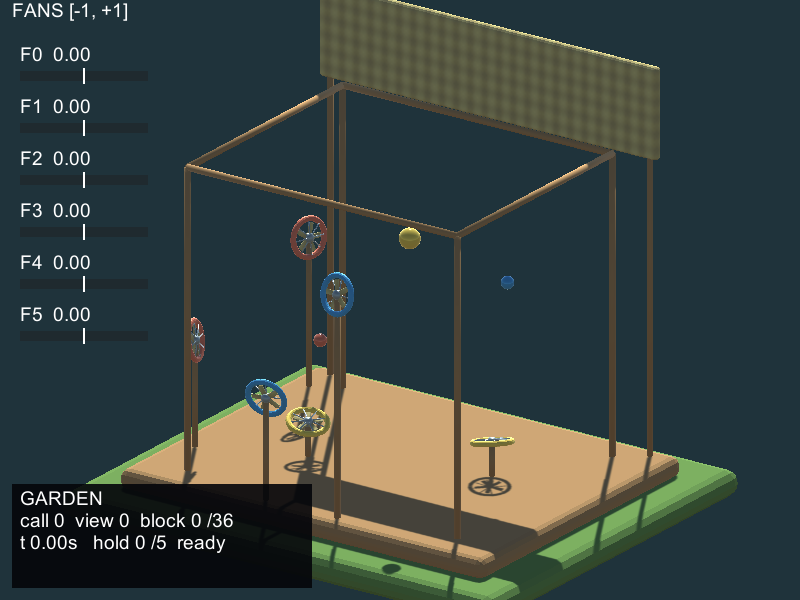 FANS [-1, +1]
F0 0.00
F1 0.00
F2 0.00
F3 0.00
F4 0.00
F5 0.00
GARDEN
call 0 view 0 block 0 /36
t 0.00s hold 0 /5 ready